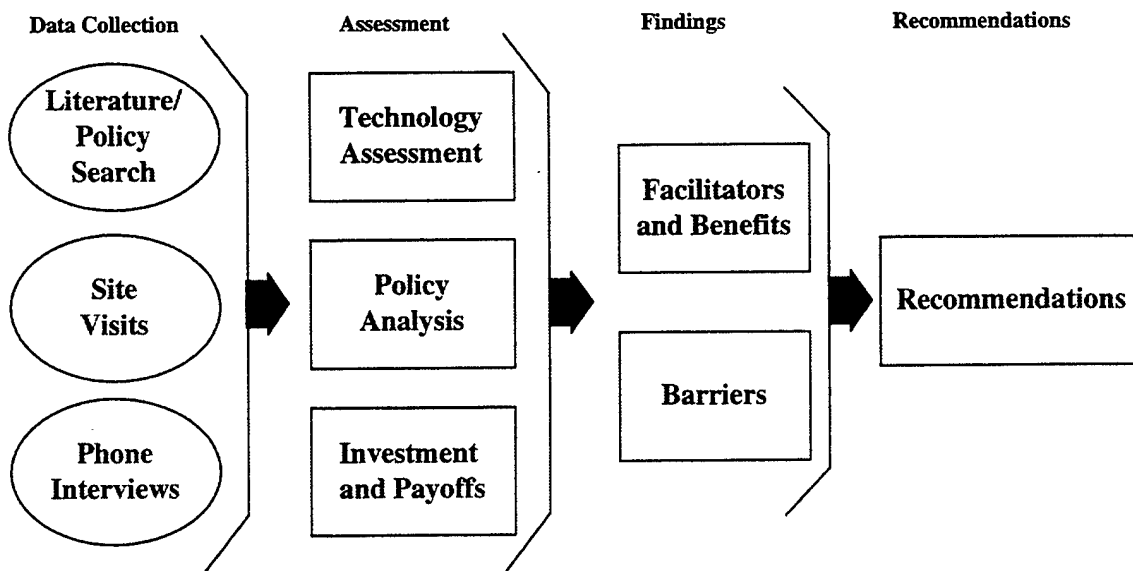 Data Collection
Assessment
Findings
Recommendations
Literature/
Policy
Search
Site
Visits
Phone
Interviews
Technology
Assessment
Policy
Analysis
Investment
and Payoffs
Facilitators
and Benefits
Barriers
Recommendations